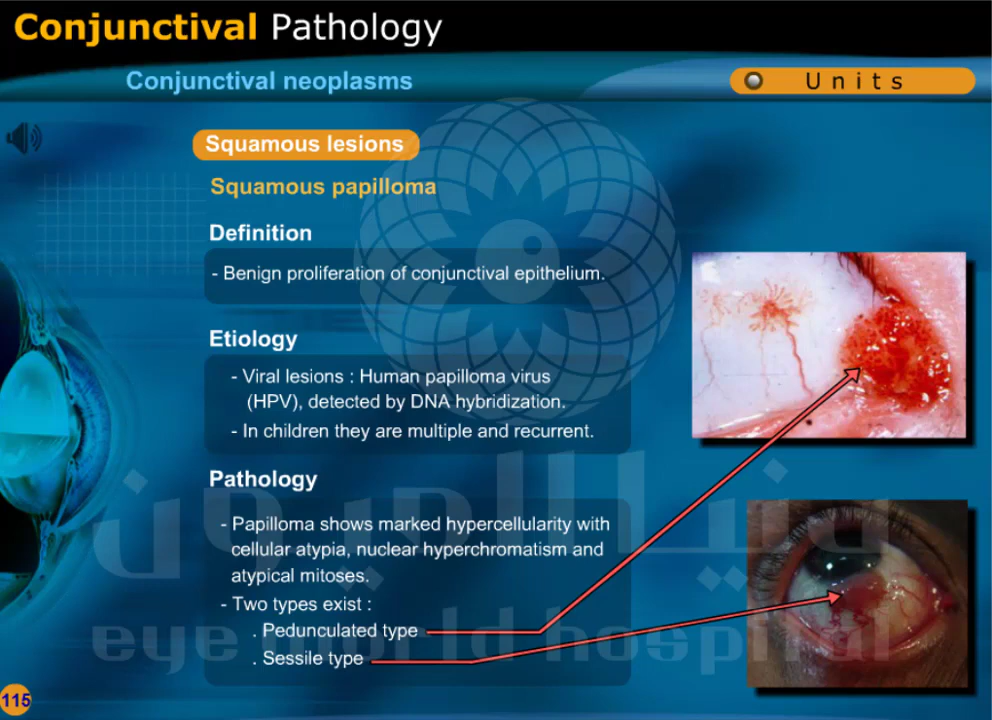 Conjunctival Pathology
Conjunctival neoplasms
Units
Squamous lesions
Squamous papilloma
Definition
- Benign proliferation of conjunctival epithelium.
Etiology
- Viral lesions : Human papilloma virus
(HPV), detected by DNA hybridization.
- In children they are multiple and recurrent.
Pathology
- Papilloma shows marked hypercellularity with
cellular atypia, nuclear hyperchromatism and
atypical mitoses.
- Two types exist :
. Pedunculated type
. Sessile type
دنيا العيون
eye world hospital
115